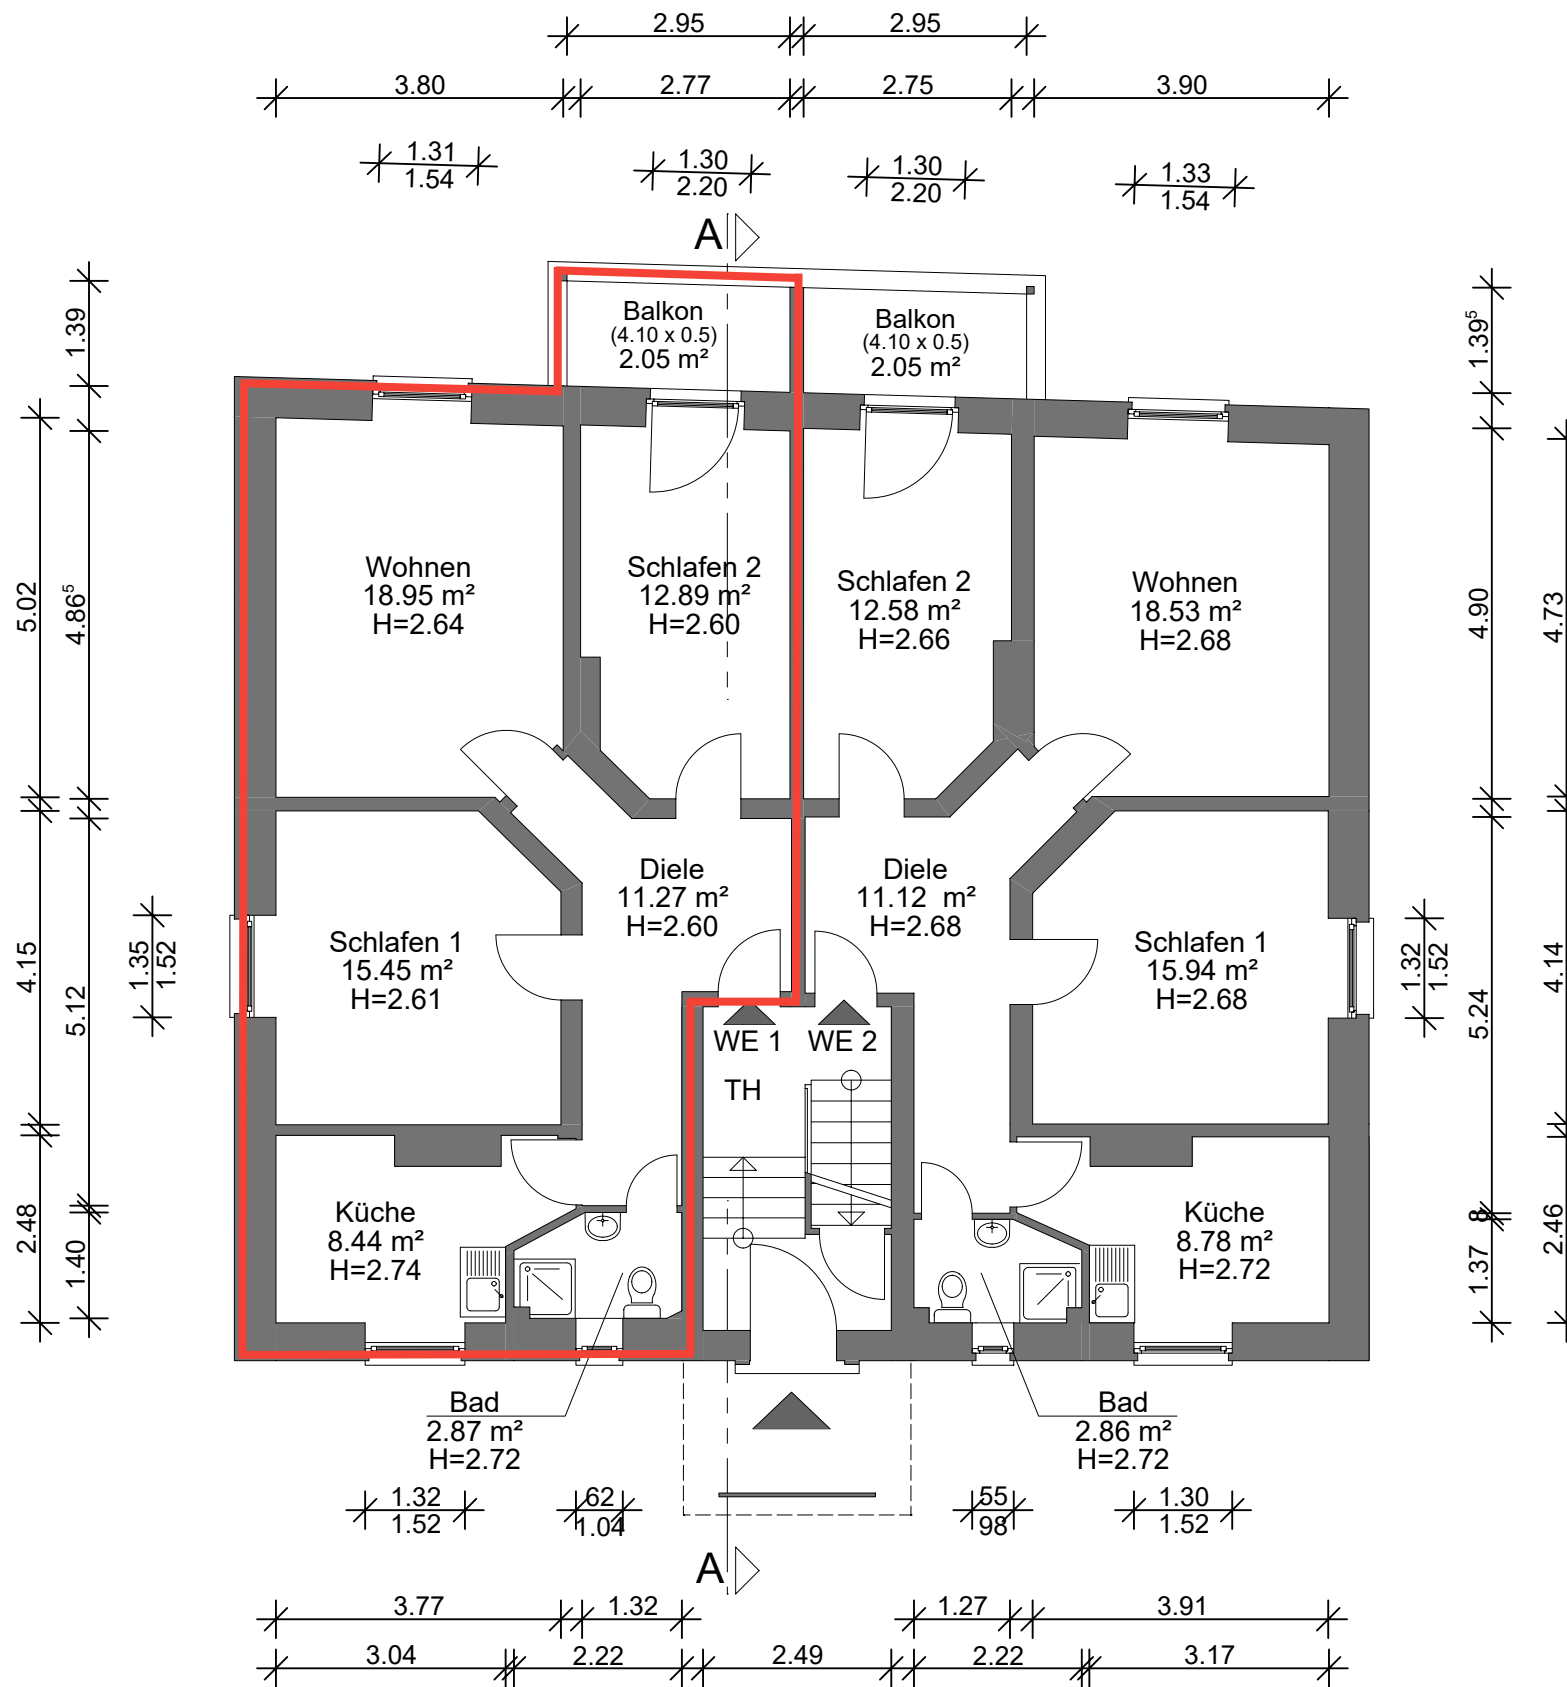 2.95 2.95
3.80 2.77 2.75 3.90
1.31 1.30 1.30 1.33
1.54 2.20 2.20 1.54
A
1.39
Balkon
(4.10 x 0.5)
2.05 m²
Balkon
(4.10 x 0.5)
2.05 m²
1.39⁵
5.02
4.86⁵
Wohnen
18.95 m²
H=2.64
Schlafen 2
12.89 m²
H=2.60
Schlafen 2
12.58 m²
H=2.66
Wohnen
18.53 m²
H=2.68
4.90
4.73
4.15
5.12
1.35
1.52
Schlafen 1
15.45 m²
H=2.61
Diele
11.27 m²
H=2.60
Diele
11.12 m²
H=2.68
Schlafen 1
15.94 m²
H=2.68
1.32
1.52
5.24
4.14
WE 1 WE 2
TH
2.48
1.40
Küche
8.44 m²
H=2.74
Küche
8.78 m²
H=2.72
8
1.37
2.46
Bad
2.87 m²
H=2.72
Bad
2.86 m²
H=2.72
1.32 62 55 1.30
1.52 1.04 98 1.52
A
3.77 1.32 1.27 3.91
3.04 2.22 2.49 2.22 3.17